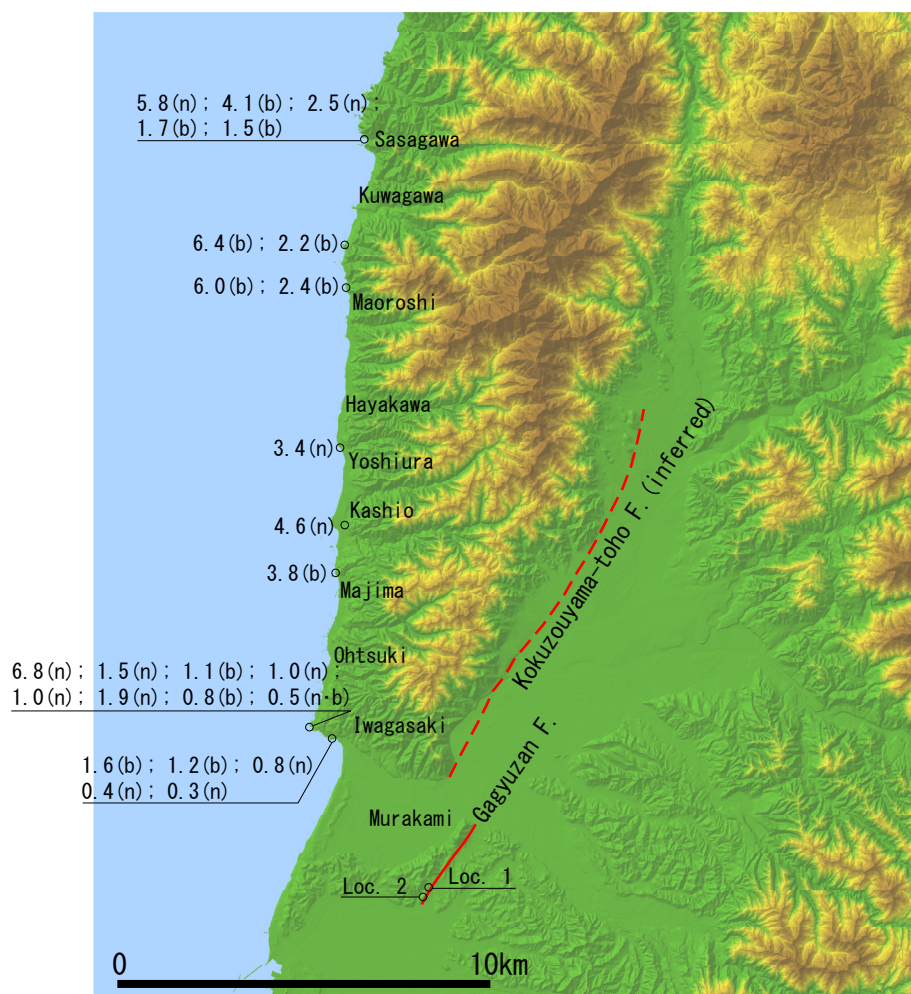 5.8(n); 4.1(b); 2.5(n);
1.7(b); 1.5(b)
Sasagawa
Kuwagawa
6.4(b); 2.2(b)
6.0(b); 2.4(b)
Maoroshi
Hayakawa
3.4(n)
Yoshiura
Kashio
4.6(n)
3.8(b)
Majima
Kokuzouyama-toho F. (inferred)
Ohtsuki
6.8(n); 1.5(n); 1.1(b); 1.0(n);
1.0(n); 1.9(n); 0.8(b); 0.5(n·b)
Iwagasaki
1.6(b); 1.2(b); 0.8(n)
0.4(n); 0.3(n)
Gagyuzan F.
Murakami
Loc. 1
Loc. 2
0
10km